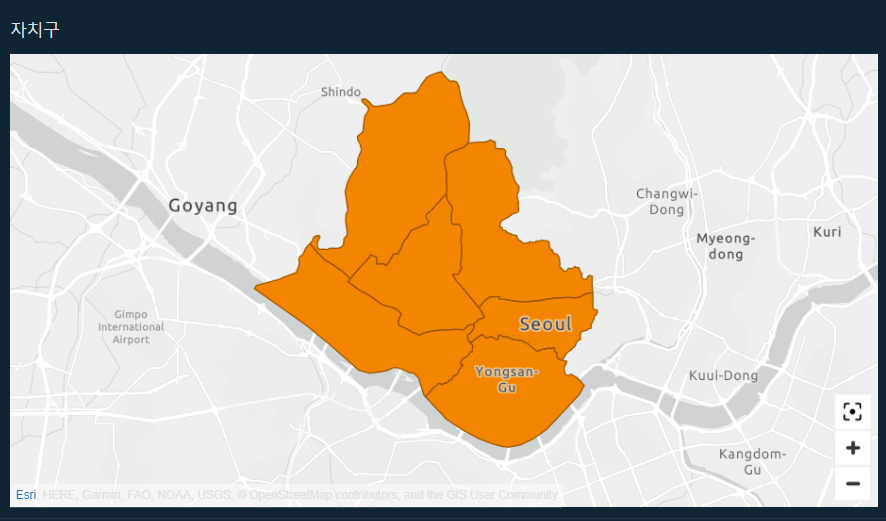 자치구
Shindo
Goyang
Changwi-
Dong
Myeong-
dong
Kuri
Gimpo
International
Airport
Seoul
Yongsan-
Gu
Kuui-Dong
Kangdom-
Gu
Esri, HERE, Garmin, FAO, NOAA, USGS, © OpenStreetMap contributors, and the GIS User Community